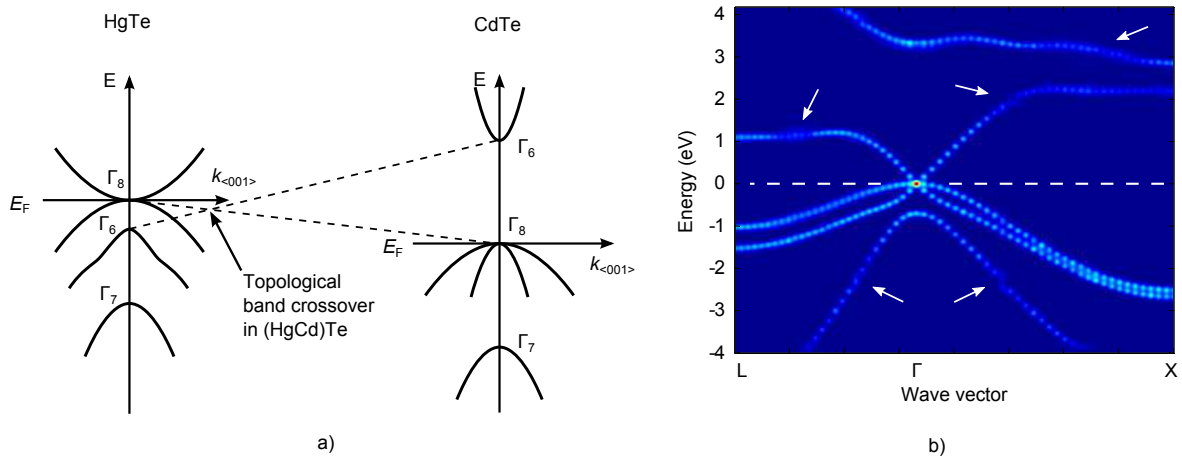 HgTe
E
Γ8
k<001>
EF
Γ6
Γ7
Topological
band crossover
in (HgCd)Te
CdTe
E
Γ6
Γ8
EF
k<001>
Γ7
a)
4
3
2
1
0
-1
-2
-3
-4
Energy (eV)
L Γ X
Wave vector
b)